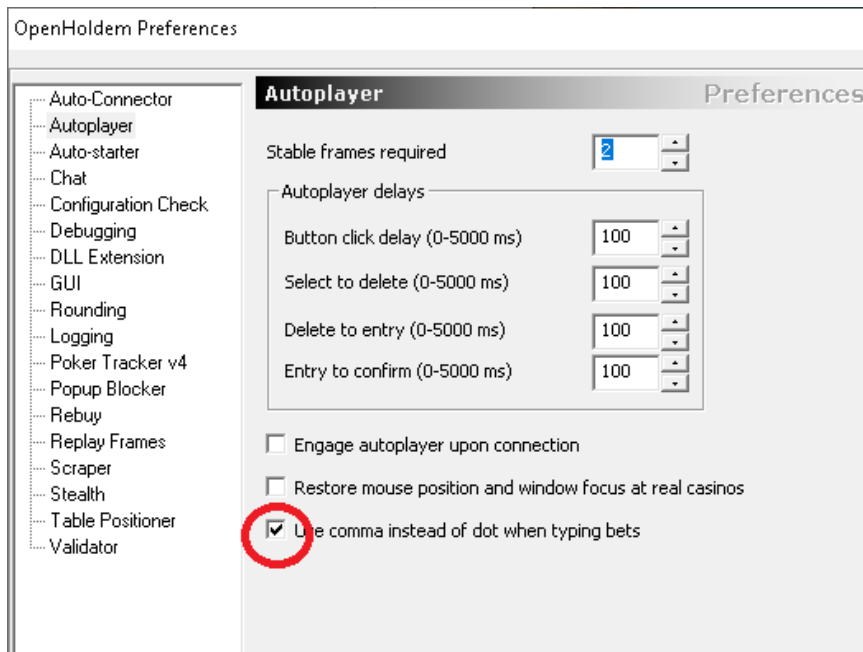 OpenHoldem Preferences
Auto-Connector
Autoplayer
Auto-starter
Chat
Configuration Check
Debugging
DLL Extension
GUI
Rounding
Logging
Poker Tracker v4
Popup Blocker
Rebuy
Replay Frames
Scraper
Stealth
Table Positioner
Validator
Autoplayer Preferences
Stable frames required 2
Autoplayer delays
Button click delay (0-5000 ms) 100
Select to delete (0-5000 ms) 100
Delete to entry (0-5000 ms) 100
Entry to confirm (0-5000 ms) 100
Engage autoplayer upon connection
Restore mouse position and window focus at real casinos
Use comma instead of dot when typing bets